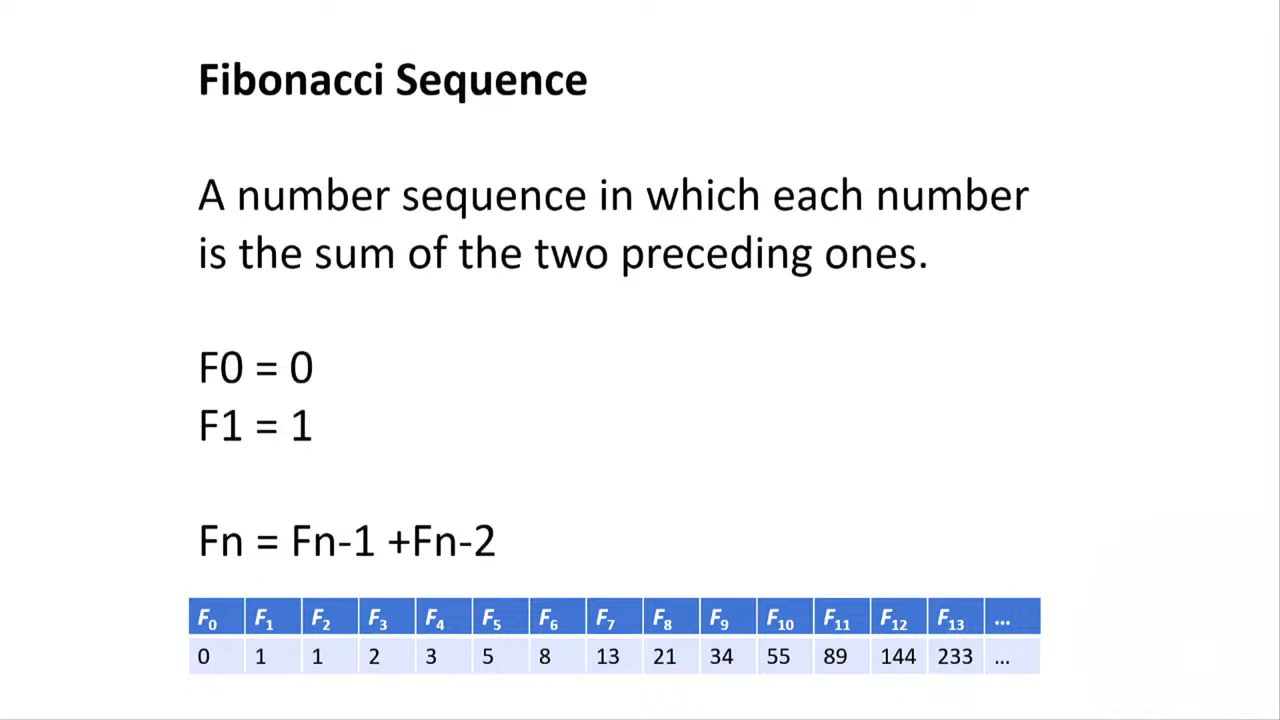 Fibonacci Sequence
A number sequence in which each number
is the sum of the two preceding ones.
F0 = 0
F1 = 1
Fn = Fn-1 +Fn-2
F0 F1 F2 F3 F4 F5 F6 F7 F8 F9 F10 F11 F12 F13 ...
0 1 1 2 3 5 8 13 21 34 55 89 144 233 ...